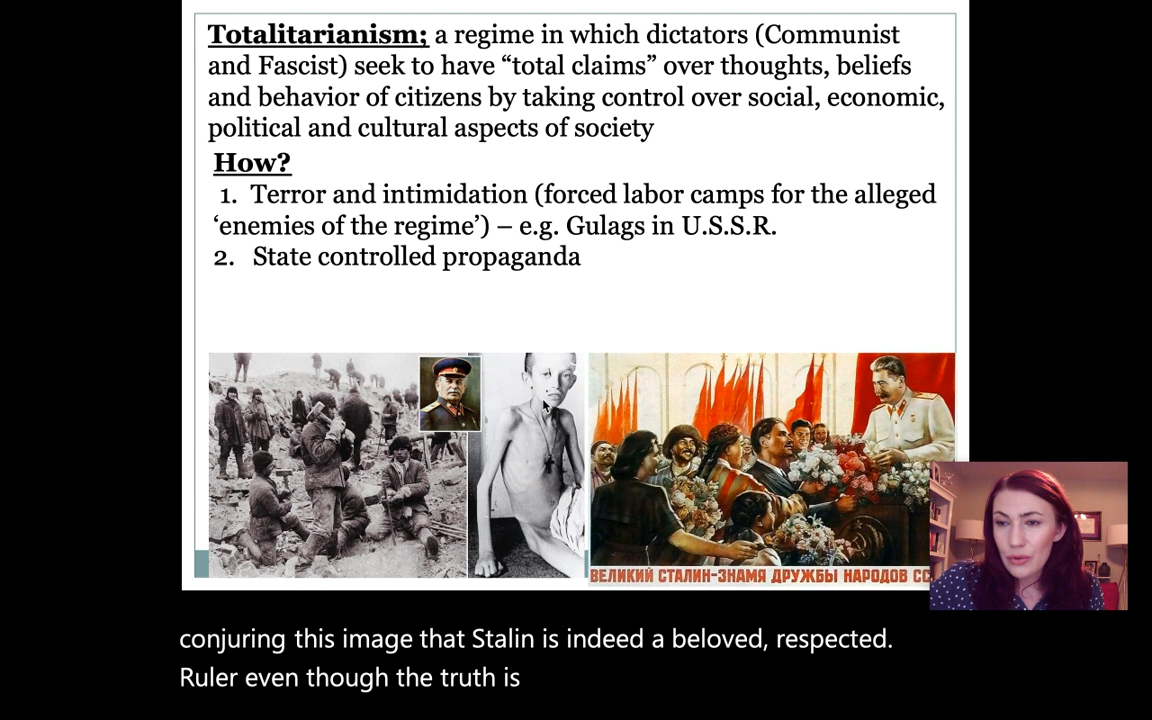 Totalitarianism; a regime in which dictators (Communist
and Fascist) seek to have “total claims” over thoughts, beliefs
and behavior of citizens by taking control over social, economic,
political and cultural aspects of society
How?
1. Terror and intimidation (forced labor camps for the alleged
‘enemies of the regime’) – e.g. Gulags in U.S.S.R.
2. State controlled propaganda
ВЕЛИКИЙ СТАЛИН-ЗНАМЯ ДРУЖБЫ НАРОДОВ
conjuring this image that Stalin is indeed a beloved, respected.
Ruler even though the truth is